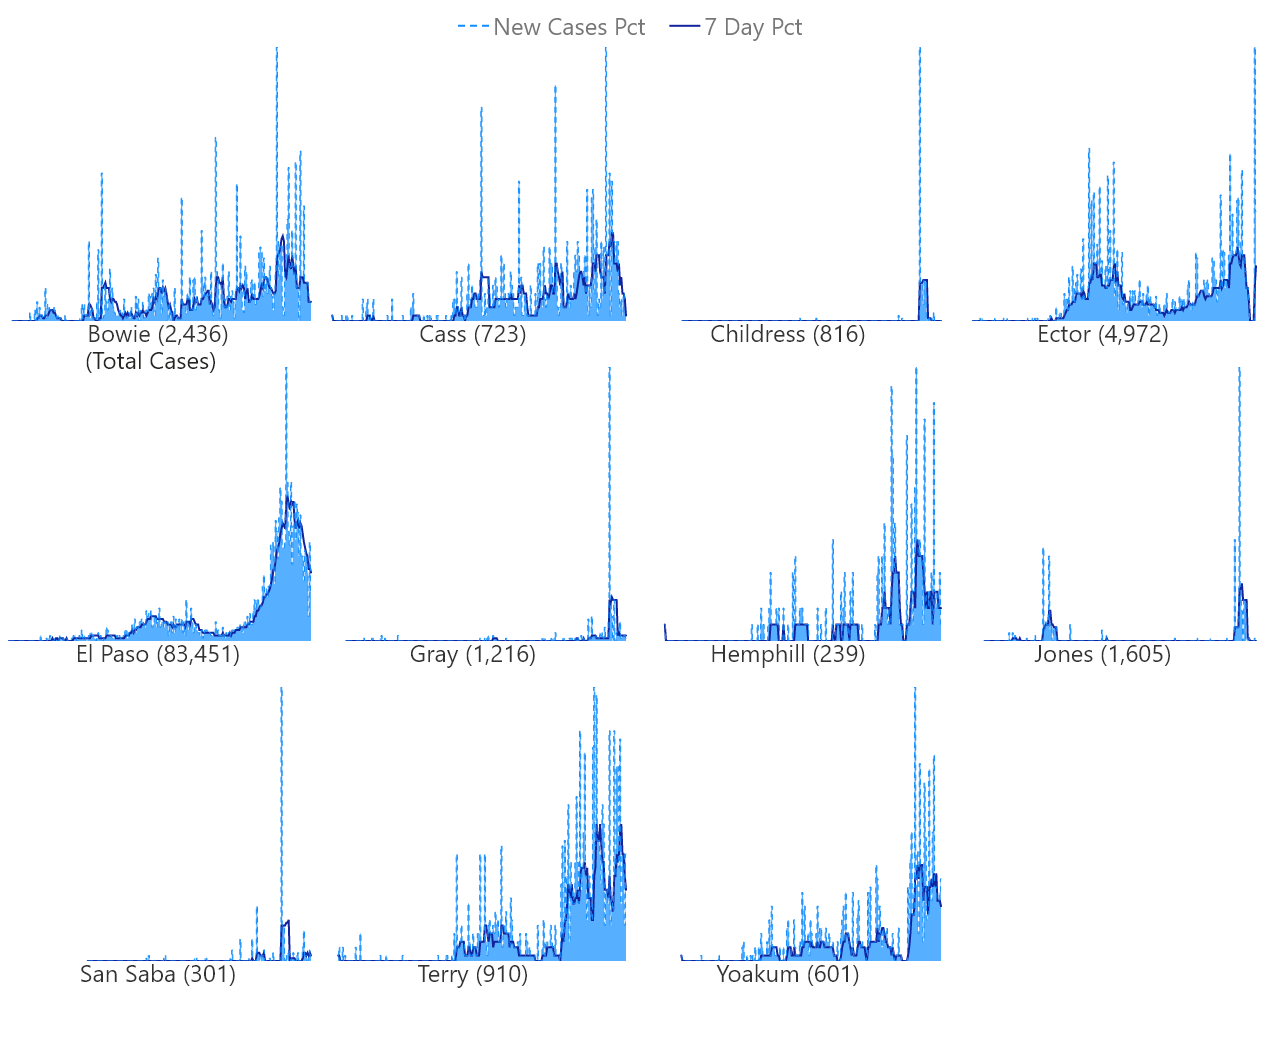 New Cases Pct 7 Day Pct
Bowie (2,436) Cass (723) Childress (816) Ector (4,972)
(Total Cases)
El Paso (83,451) Gray (1,216) Hemphill (239) Jones (1,605)
San Saba (301) Terry (910) Yoakum (601)